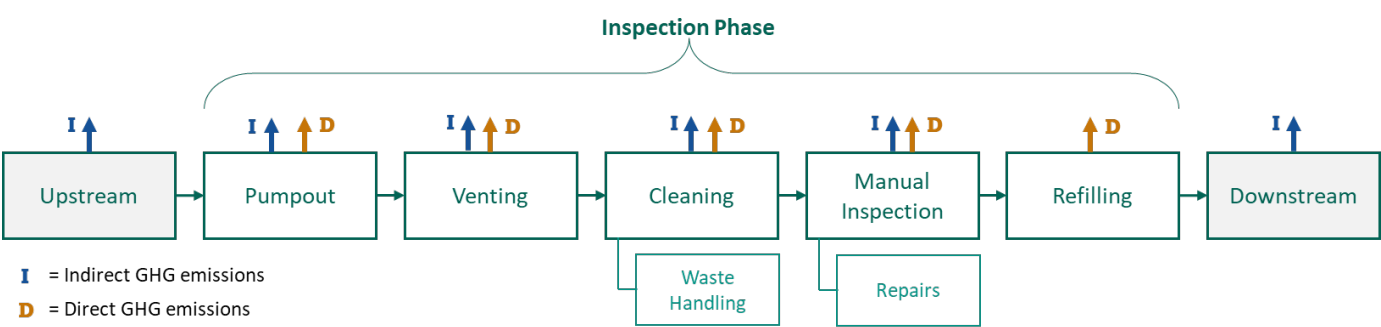 Inspection Phase
I
I D
I D
I D
I D
D
I
Upstream
Pumpout
Venting
Cleaning
Manual
Inspection
Refilling
Downstream
Waste
Handling
Repairs
I = Indirect GHG emissions
D = Direct GHG emissions